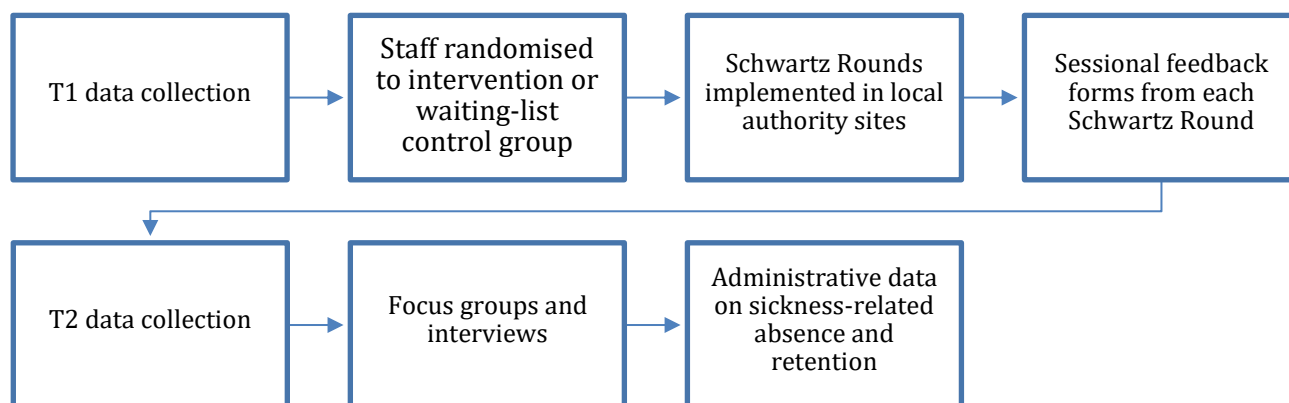 T1 data collection
Staff randomised
to intervention or
waiting-list
control group
Schwartz Rounds
implemented in local
authority sites
Sessional feedback
forms from each
Schwartz Round
T2 data collection
Focus groups and
interviews
Administrative data
on sickness-related
absence and
retention